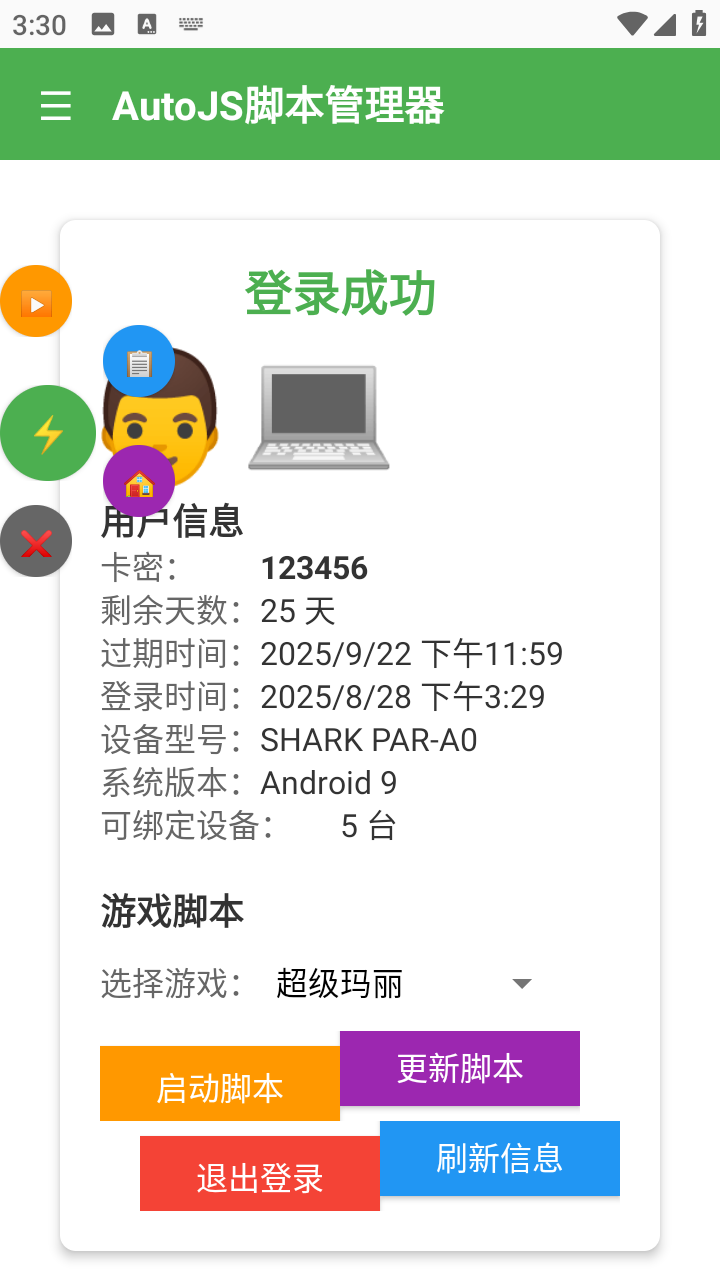 3:30
AutoJS脚本管理器
登录成功
用户信息
卡密： 123456
剩余天数：25 天
过期时间：2025/9/22 下午11:59
登录时间：2025/8/28 下午3:29
设备型号：SHARK PAR-A0
系统版本：Android 9
可绑定设备： 5 台
游戏脚本
选择游戏： 超级玛丽
启动脚本 更新脚本
退出登录 刷新信息